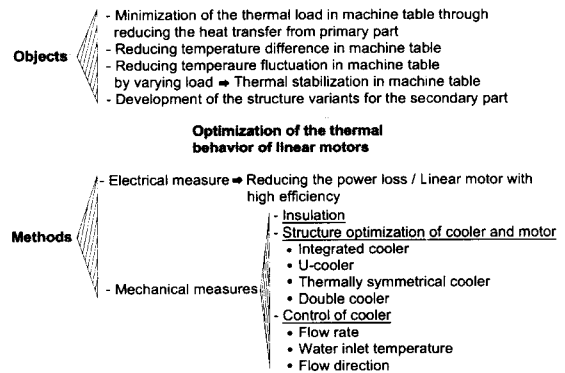 - Minimization of the thermal load in machine table through
reducing the heat transfer from primary part
Objects
- Reducing temperature difference in machine table
- Reducing temperaure fluctuation in machine table
by varying load ➡ Thermal stabilization in machine table
- Development of the structure variants for the secondary part
Optimization of the thermal
behavior of linear motors
Methods
- Electrical measure ➡ Reducing the power loss / Linear motor with
high efficiency
- Mechanical measures
- Insulation
- Structure optimization of cooler and motor
• Integrated cooler
• U-cooler
• Thermally symmetrical cooler
• Double cooler
- Control of cooler
• Flow rate
• Water inlet temperature
• Flow direction